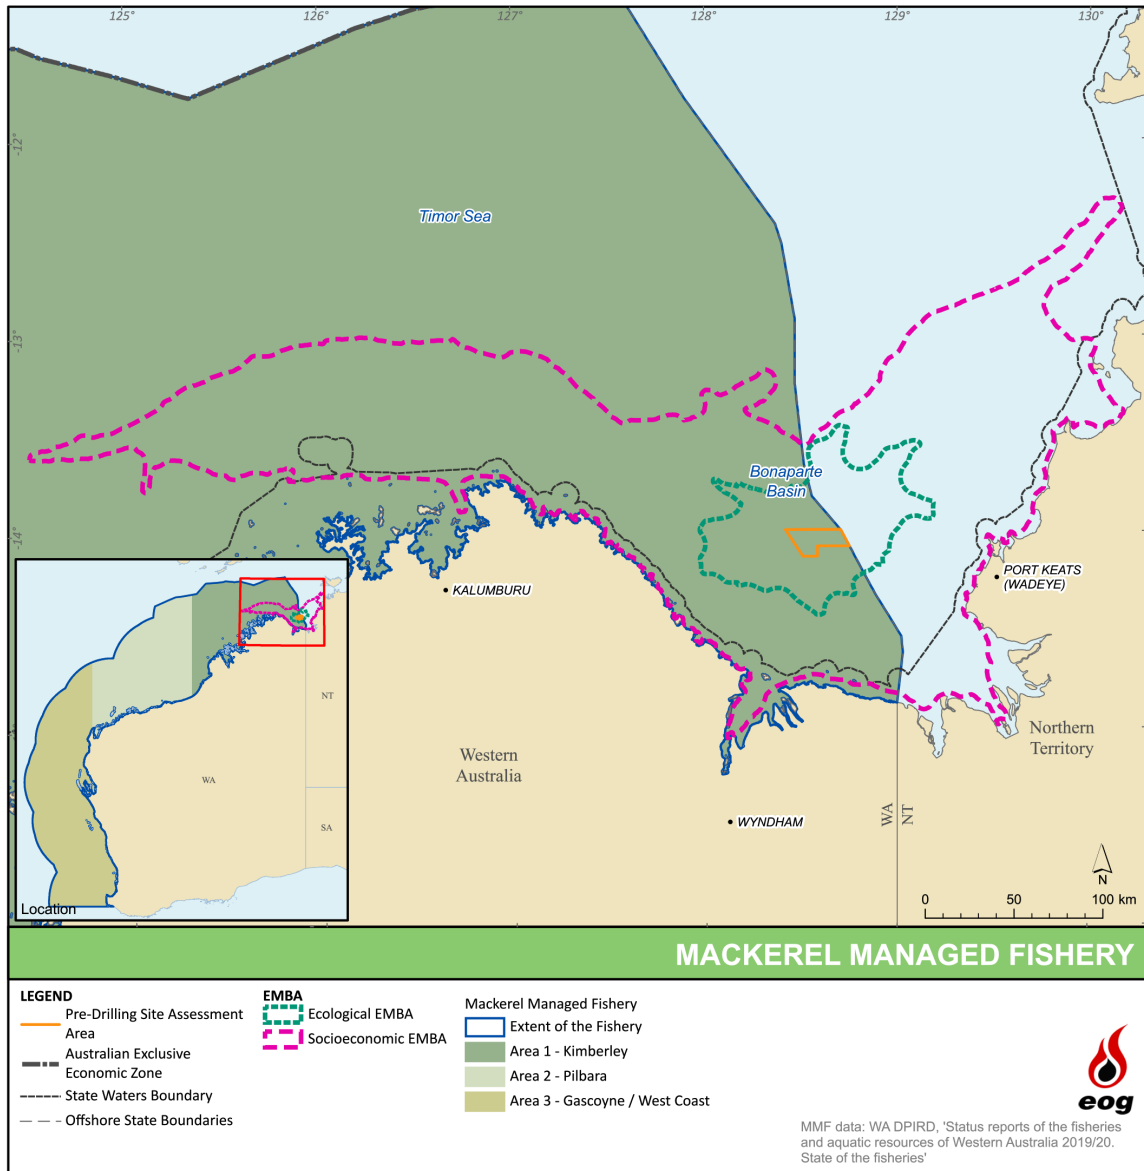 125°
126°
127°
128°
129°
130°
-12°
Timor Sea
-13°
Bonaparte
Basin
-14°
PORT KEATS
(WADEYE)
KALUMBURU
Northern
Territory
Western
Australia
WA
NT
WYNDHAM
N
0 50 100 km
NT
WA
SA
Location
MACKEREL MANAGED FISHERY
LEGEND
Pre-Drilling Site Assessment
Area
Australian Exclusive
Economic Zone
State Waters Boundary
Offshore State Boundaries
EMBA
Ecological EMBA
Socioeconomic EMBA
Mackerel Managed Fishery
Extent of the Fishery
Area 1 - Kimberley
Area 2 - Pilbara
Area 3 - Gascoyne / West Coast
eog
MMF data: WA DPIRD, 'Status reports of the fisheries
and aquatic resources of Western Australia 2019/20.
State of the fisheries'